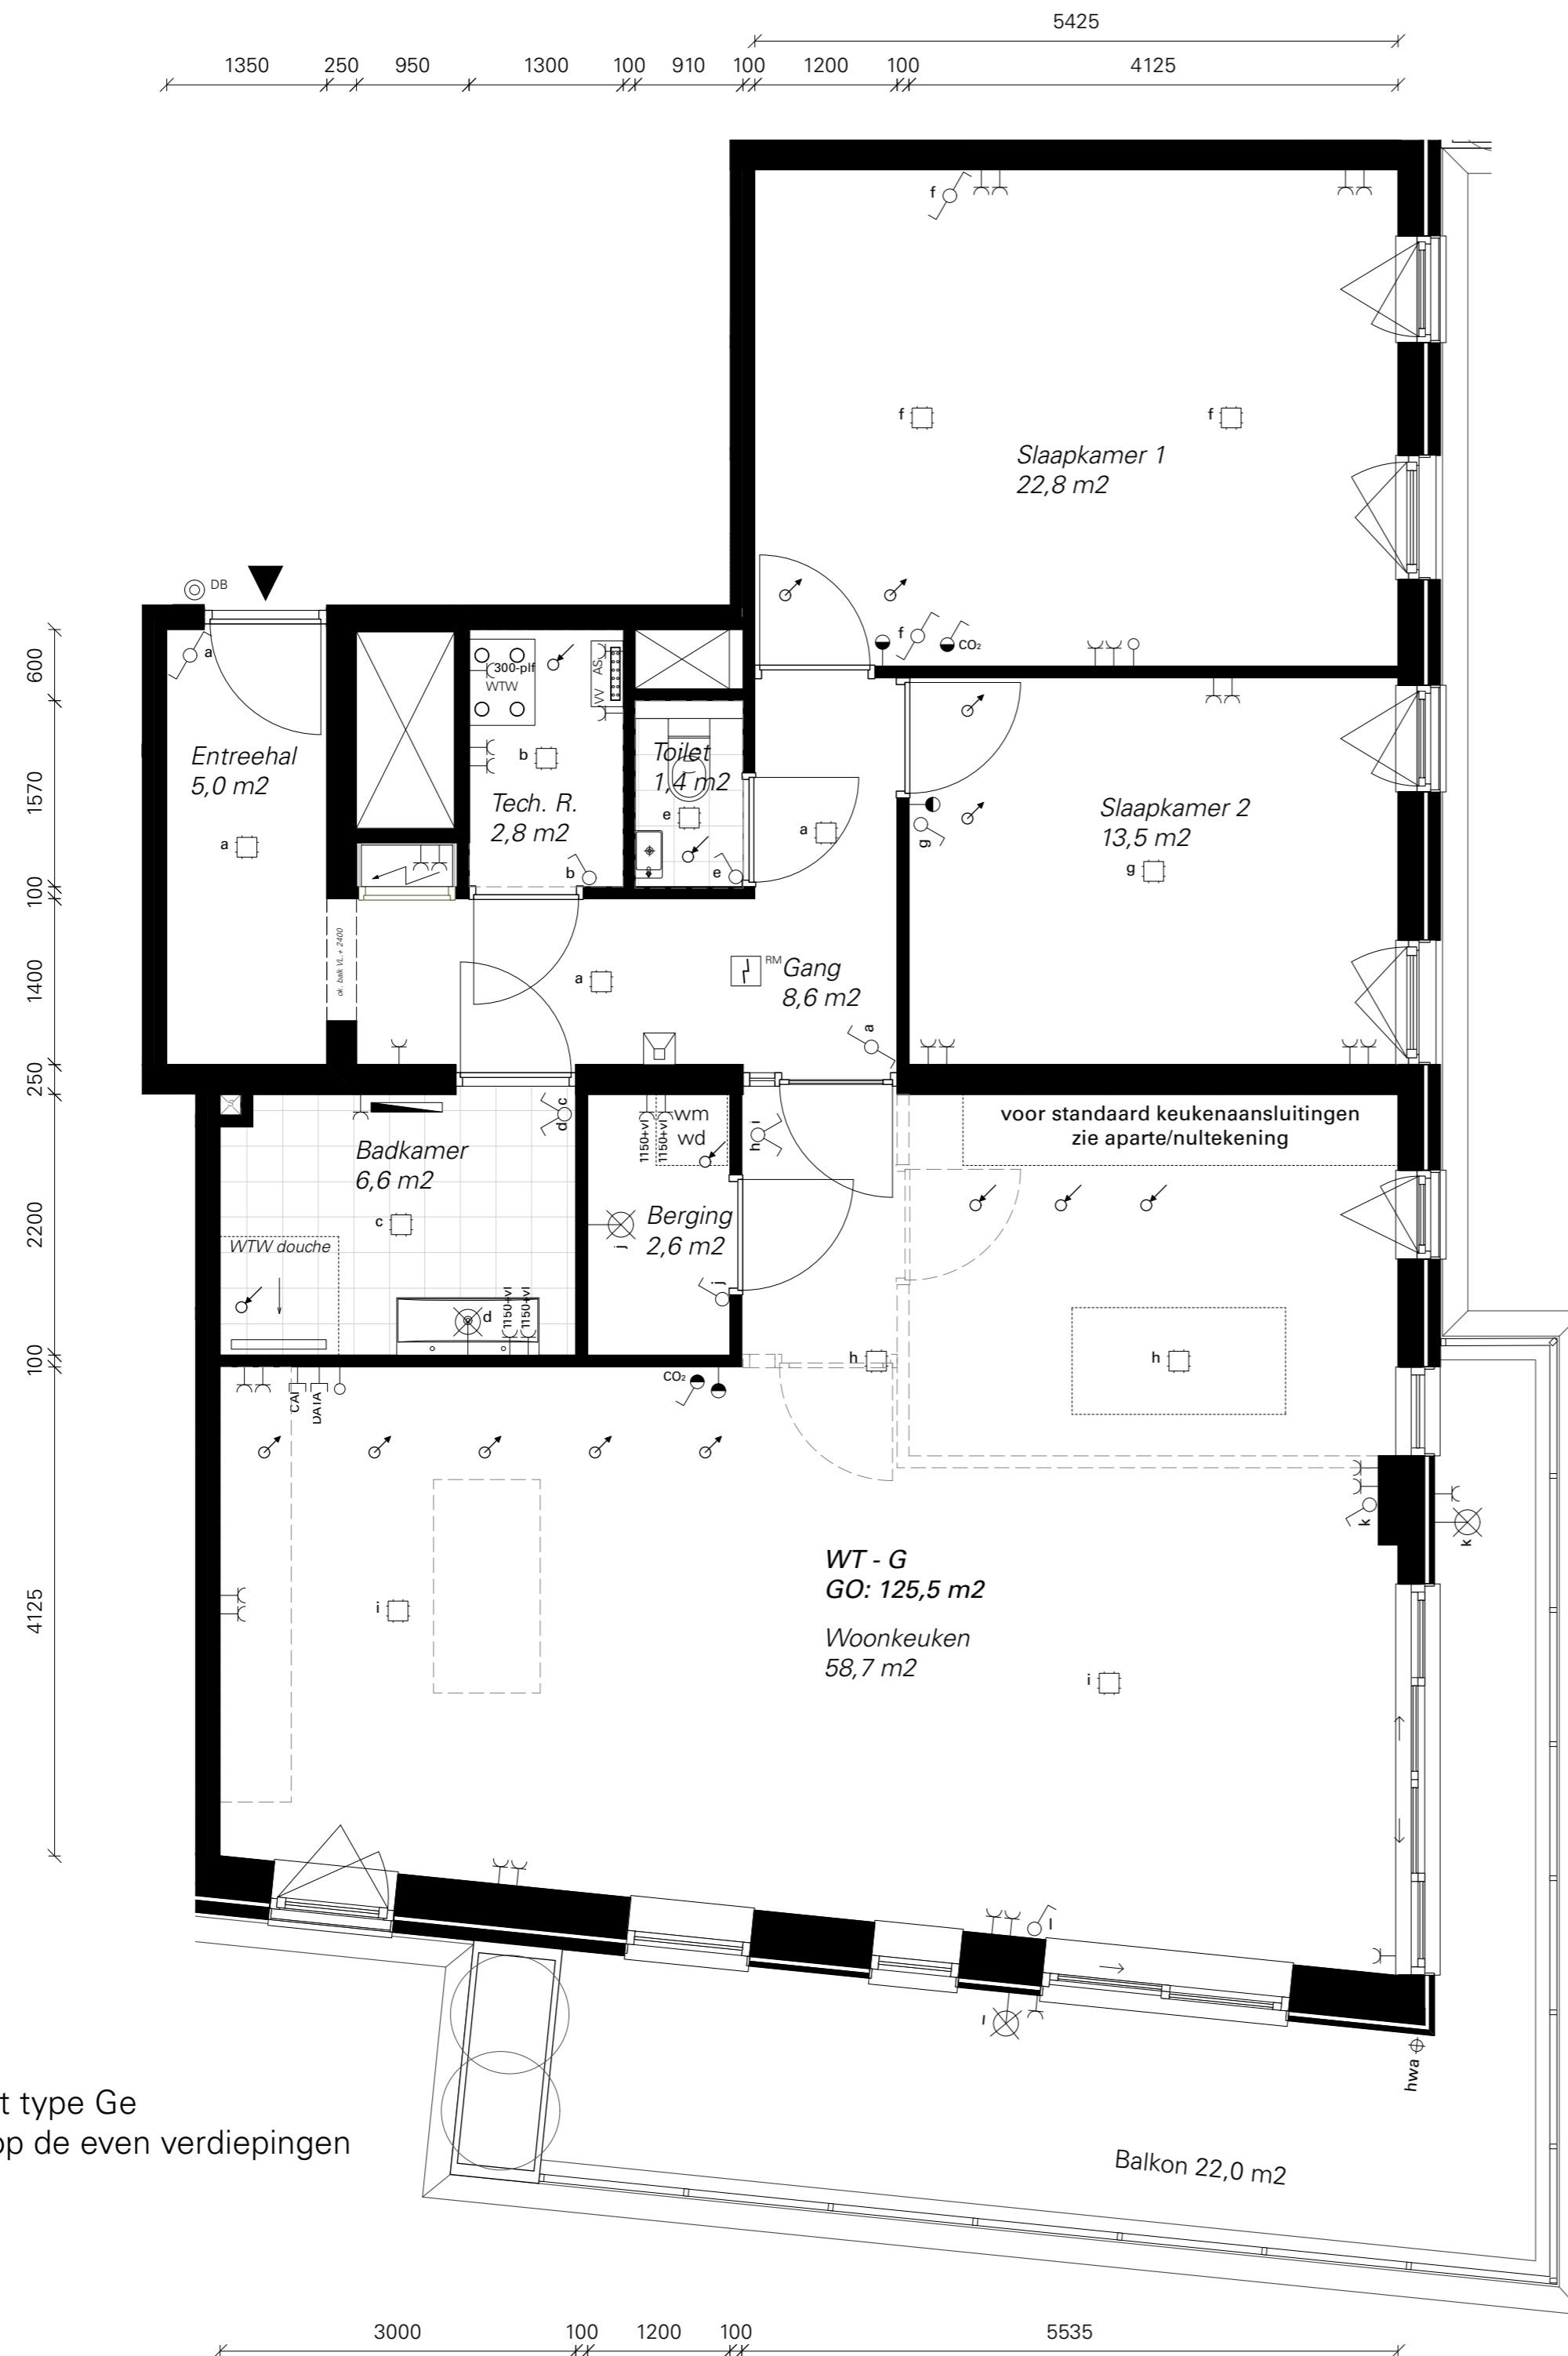 5425
1350 250 950 1300 100 910 100 1200 100 4125
f
f f
Slaapkamer 1
22,8 m2
DB
a
f
CO₂
600
300-plf
WTW
AS
VV
Entreehal
5,0 m2
b
Toilet
1,4 m2
1570
Tech. R.
2,8 m2
e
a
Slaapkamer 2
13,5 m2
g
a
g
b
e
100
ok. balk VL.+ 2400
1400
a
RM
Gang
8,6 m2
a
250
voor standaard keukenaansluitingen
zie aparte/nultekening
c
d
1150+vl
1150+vl
wm
wd
h i
Badkamer
6,6 m2
c
2200
WTW douche
Berging
2,6 m2
j
j
d
1150+vl
1150+vl
100
h
h
CAI
DATA
CO₂
k
k
WT - G
GO: 125,5 m2
4125
i
Woonkeuken
58,7 m2
i
l
l
hwa
t type Ge
op de even verdiepingen
Balkon 22,0 m2
3000 100 1200 100 5535